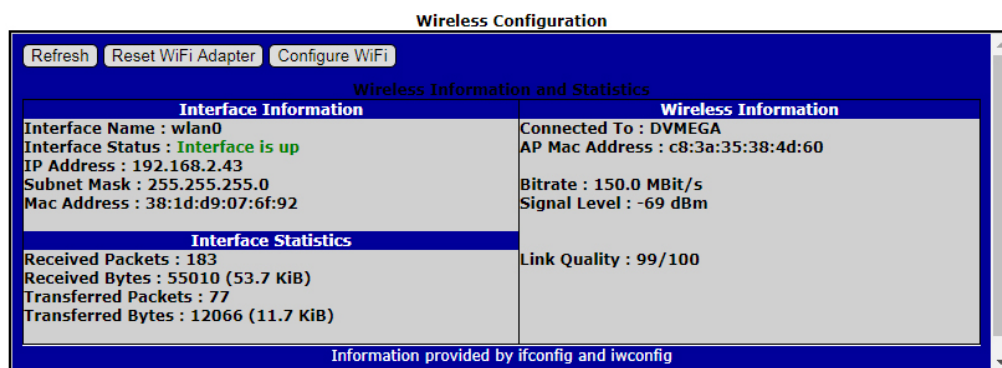 Wireless Configuration
Refresh Reset WiFi Adapter Configure WiFi
Wireless Information and Statistics
Interface Information
Interface Name : wlan0
Interface Status : Interface is up
IP Address : 192.168.2.43
Subnet Mask : 255.255.255.0
Mac Address : 38:1d:d9:07:6f:92
Interface Statistics
Received Packets : 183
Received Bytes : 55010 (53.7 KiB)
Transferred Packets : 77
Transferred Bytes : 12066 (11.7 KiB)
Wireless Information
Connected To : DVMEGA
AP Mac Address : c8:3a:35:38:4d:60
Bitrate : 150.0 MBit/s
Signal Level : -69 dBm
Link Quality : 99/100
Information provided by ifconfig and iwconfig